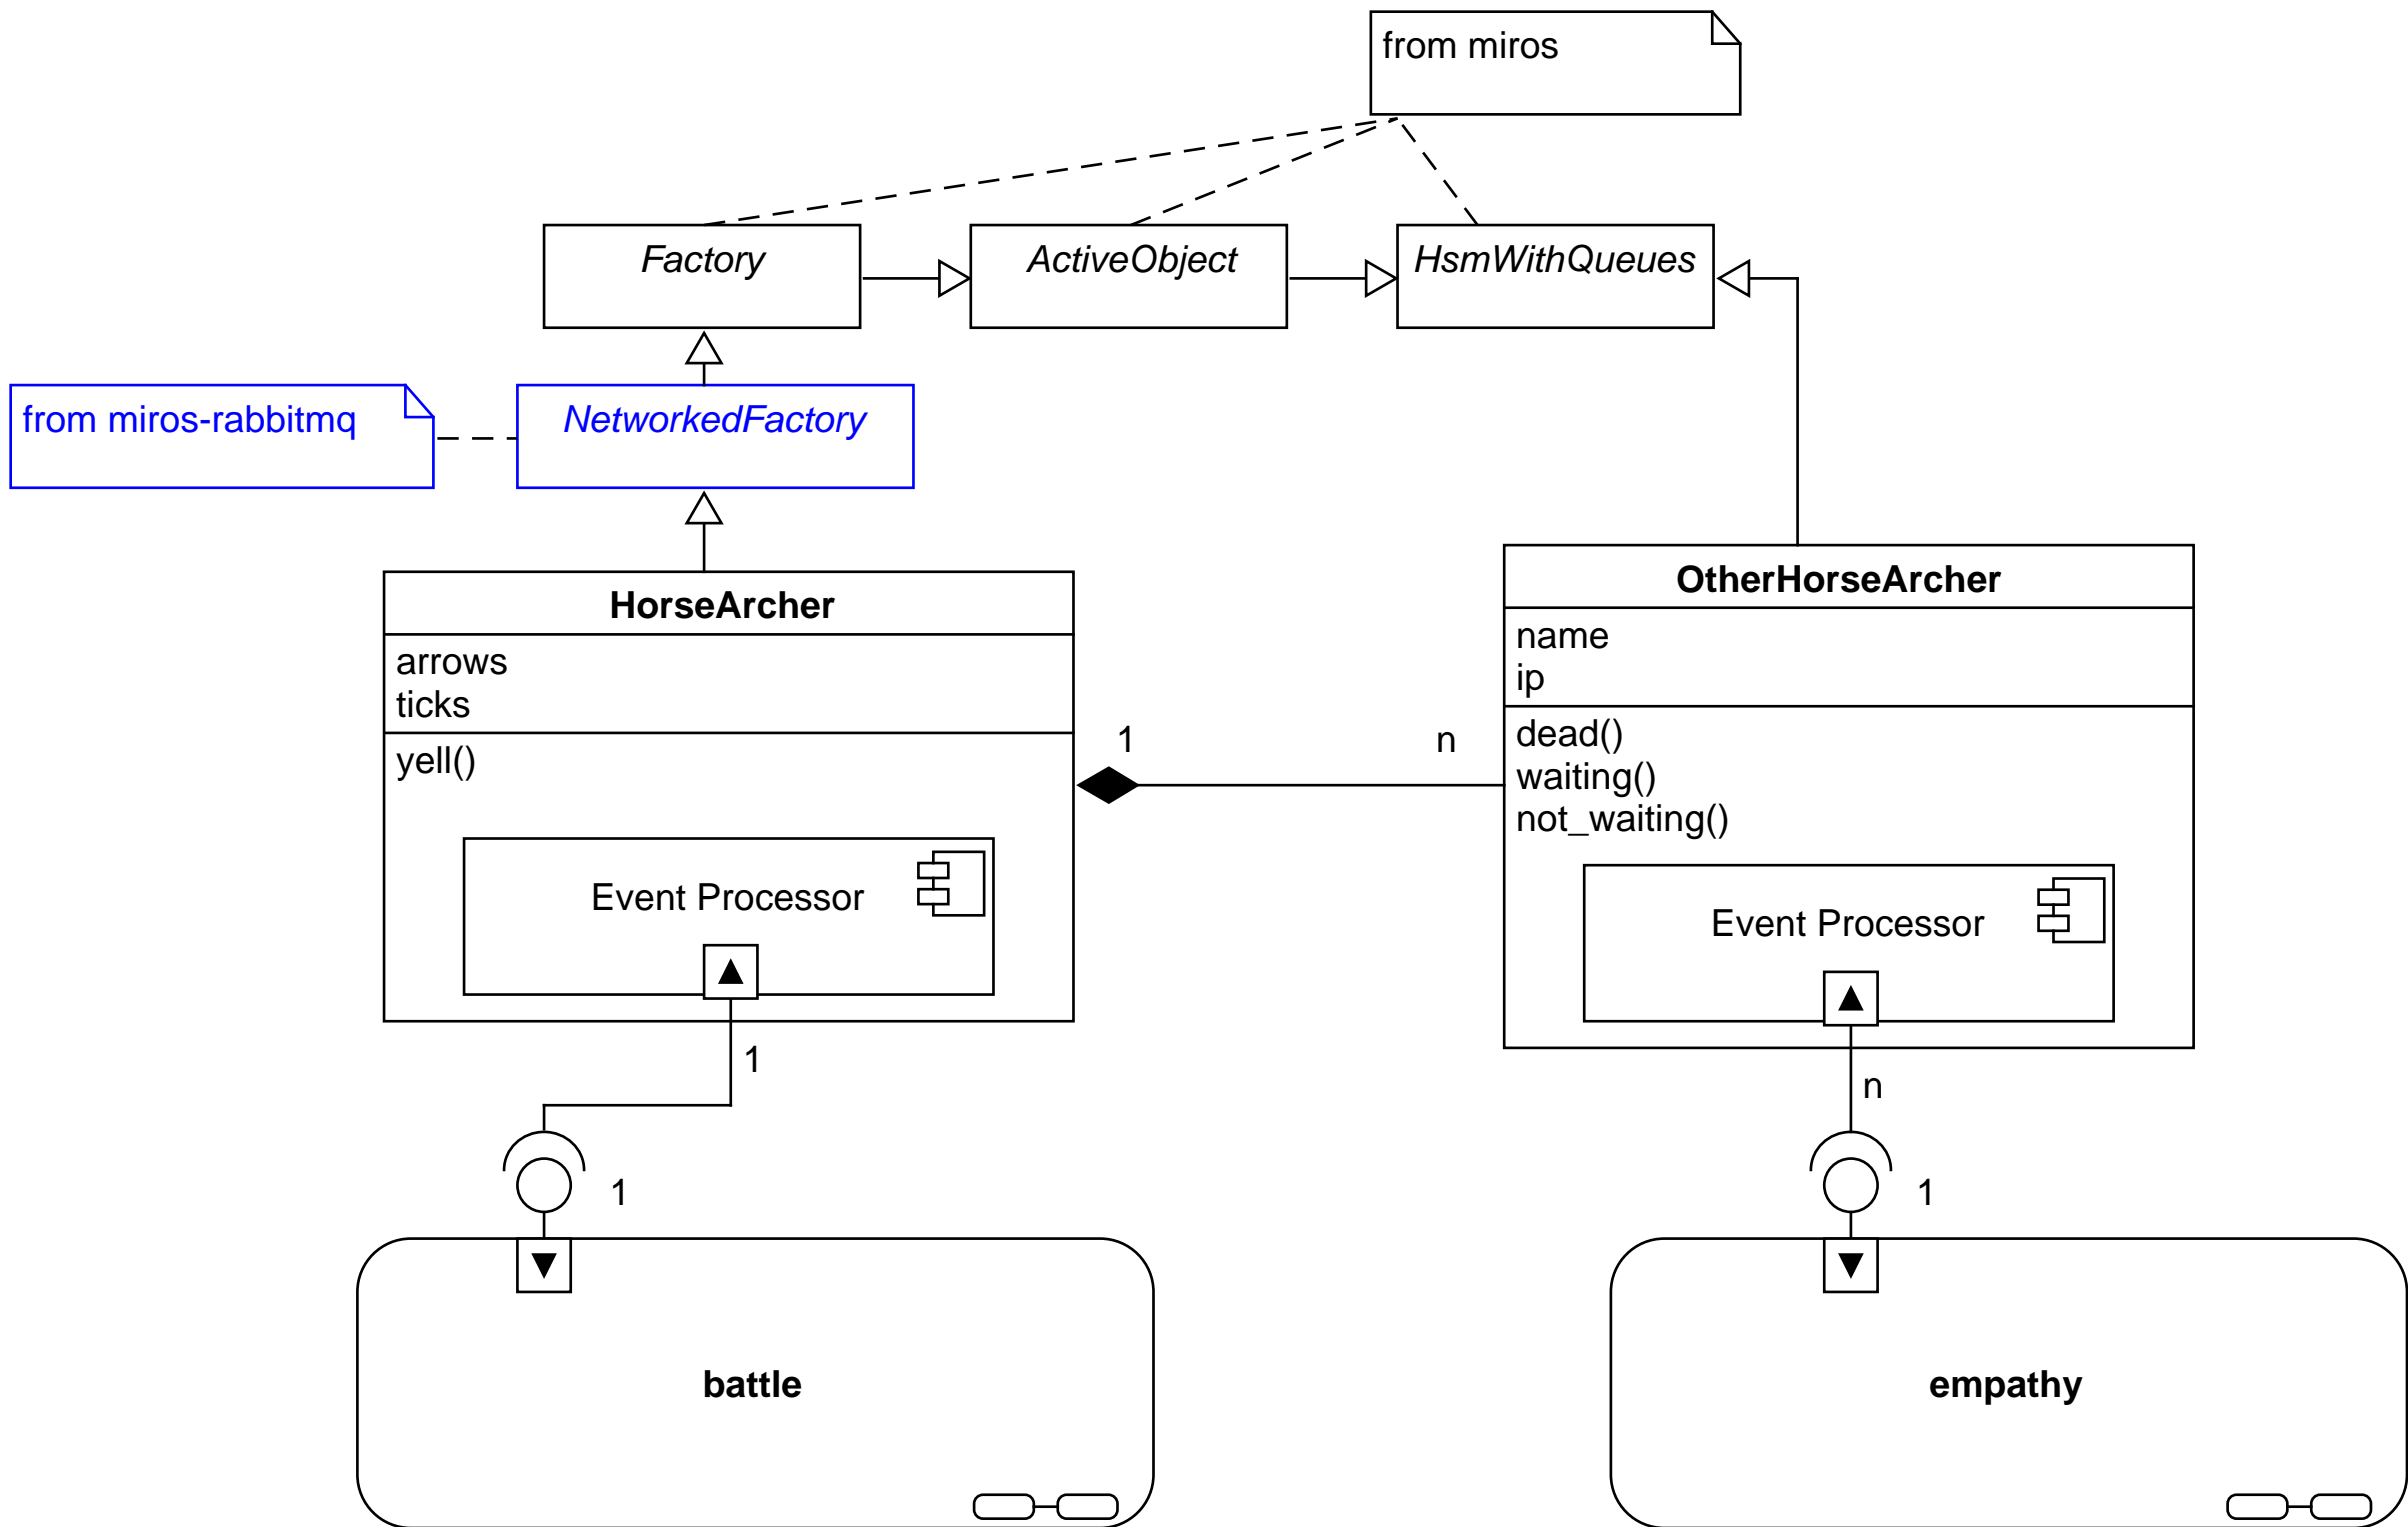 from miros
Factory
ActiveObject
HsmWithQueues
from miros-rabbitmq
NetworkedFactory
HorseArcher
arrows
ticks
yell()
Event Processor
1
n
OtherHorseArcher
name
ip
dead()
waiting()
not_waiting()
Event Processor
1
n
1
1
battle
empathy